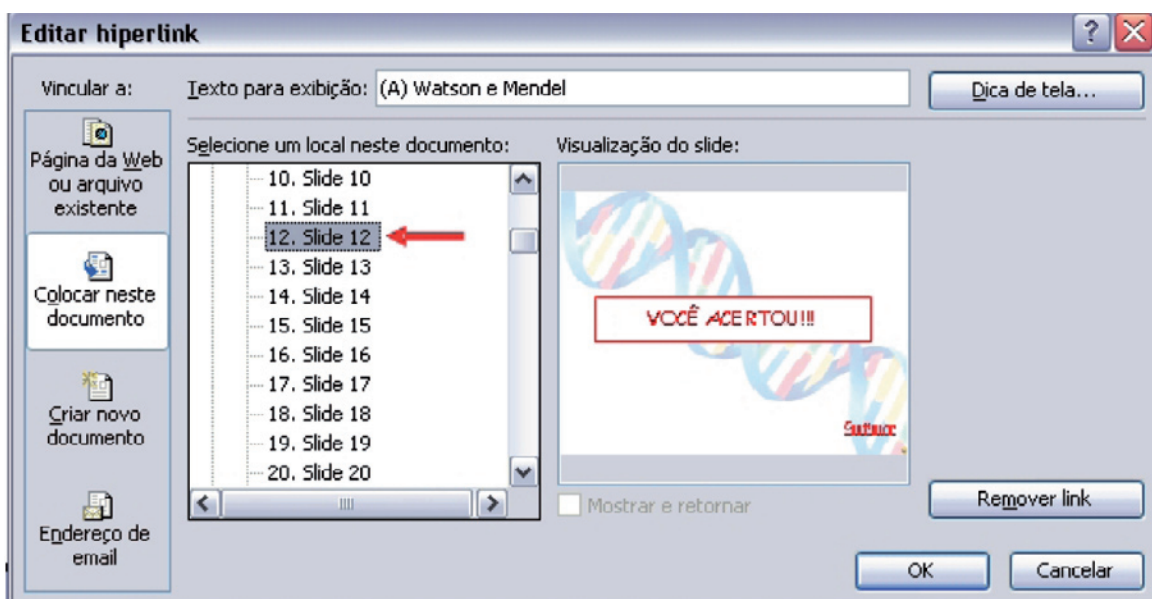 Editar hiperlink
Vincular a:
Texto para exibição:
(A) Watson e Mendel
Dica de tela...
Página da Web
ou arquivo
existente
Colocar neste
documento
Criar novo
documento
Endereço de
email
Selecione um local neste documento:
10. Slide 10
11. Slide 11
12. Slide 12
13. Slide 13
14. Slide 14
15. Slide 15
16. Slide 16
17. Slide 17
18. Slide 18
19. Slide 19
20. Slide 20
Visualização do slide:
VOCÊ ACERTOU!!!
Mostrar e retornar
Remover link
OK
Cancelar